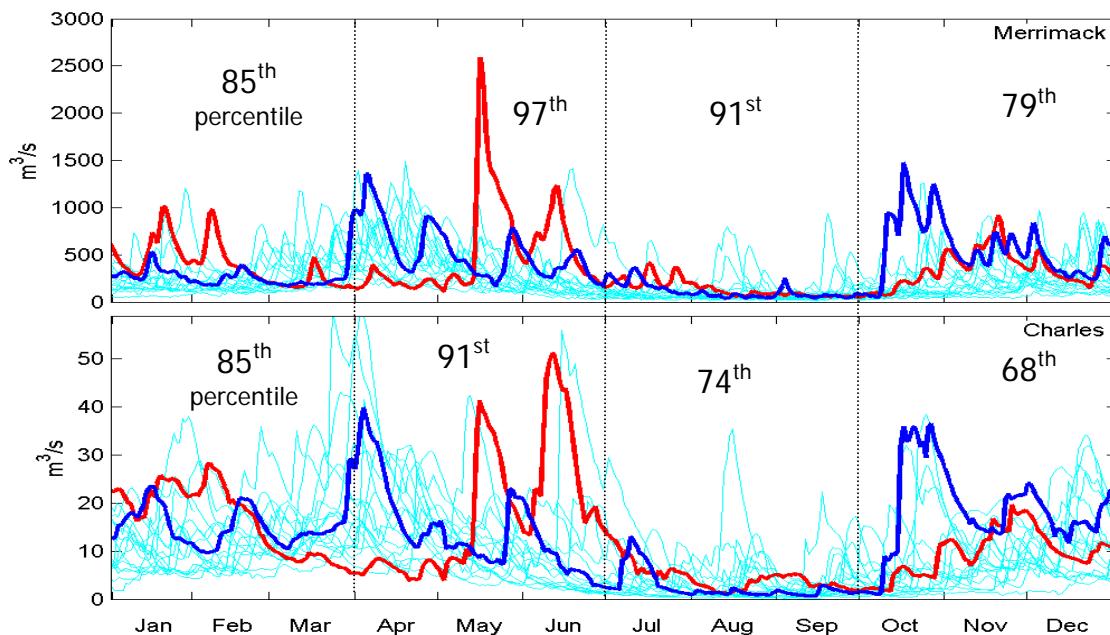 3000
Merrimack
2500
85th
percentile
97th
91st
79th
2000
1500
1000
500
0
m3/s
Charles
50
85th
percentile
91st
74th
68th
40
30
20
10
0
m3/s
Jan Feb Mar Apr May Jun Jul Aug Sep Oct Nov Dec